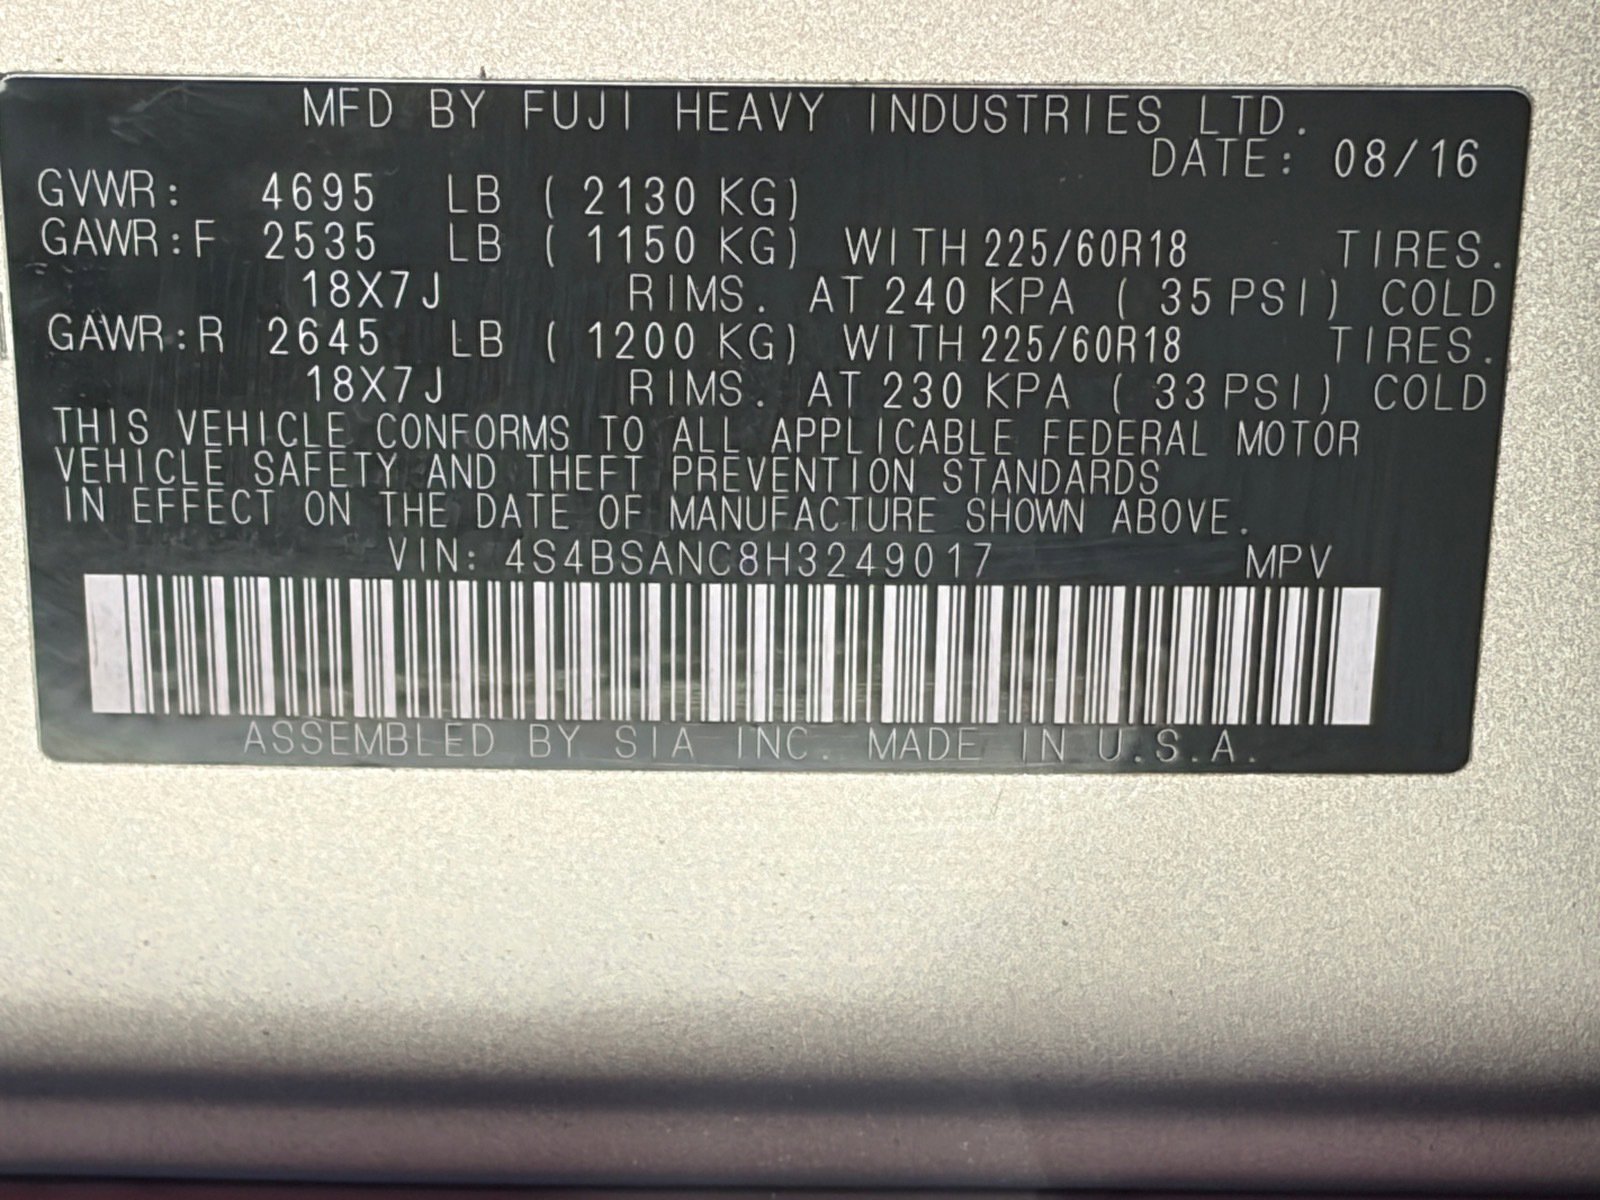 MFD BY FUJI HEAVY INDUSTRIES LTD.
DATE: 08/16
GVWR: 4695 LB ( 2130 KG)
GAWR:F 2535 LB ( 1150 KG) WITH 225/60R18 TIRES.
18X7J RIMS. AT 240 KPA ( 35 PSI) COLD
GAWR:R 2645 LB ( 1200 KG) WITH 225/60R18 TIRES.
18X7J RIMS. AT 230 KPA ( 33 PSI) COLD
THIS VEHICLE CONFORMS TO ALL APPLICABLE FEDERAL MOTOR
VEHICLE SAFETY AND THEFT PREVENTION STANDARDS
IN EFFECT ON THE DATE OF MANUFACTURE SHOWN ABOVE.
VIN: 4S4BSANC8H3249017 MPV
ASSEMBLED BY SIA INC. MADE IN U.S.A.